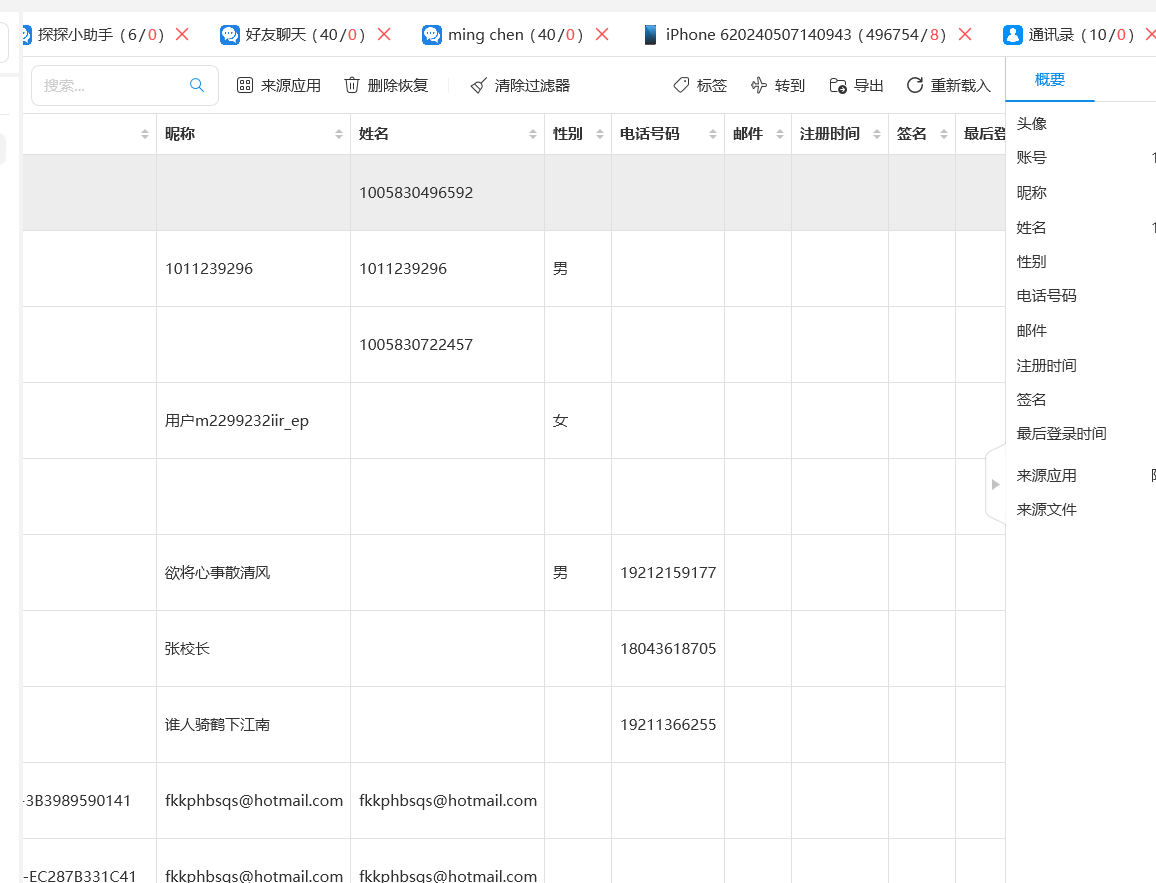 探探小助手 (6/0)
好友聊天 (40/0)
ming chen (40/0)
iPhone 620240507140943 (496754/8)
通讯录 (10/0)
搜索...
来源应用
删除恢复
清除过滤器
标签
转到
导出
重新载入
昵称 姓名 性别 电话号码 邮件 注册时间 签名 最后登
1005830496592
1011239296 1011239296 男
1005830722457
用户m2299232iir_ep 女
欲将心事散清风 男 19212159177
张校长 18043618705
谁人骑鹤下江南 19211366255
-3B3989590141 fkkphbsqs@hotmail.com fkkphbsqs@hotmail.com
-EC287B331C41 fkkphbsqs@hotmail.com fkkphbsqs@hotmail.com
概要
头像
账号 1
昵称
姓名 1
性别
电话号码
邮件
注册时间
签名
最后登录时间
来源应用
来源文件